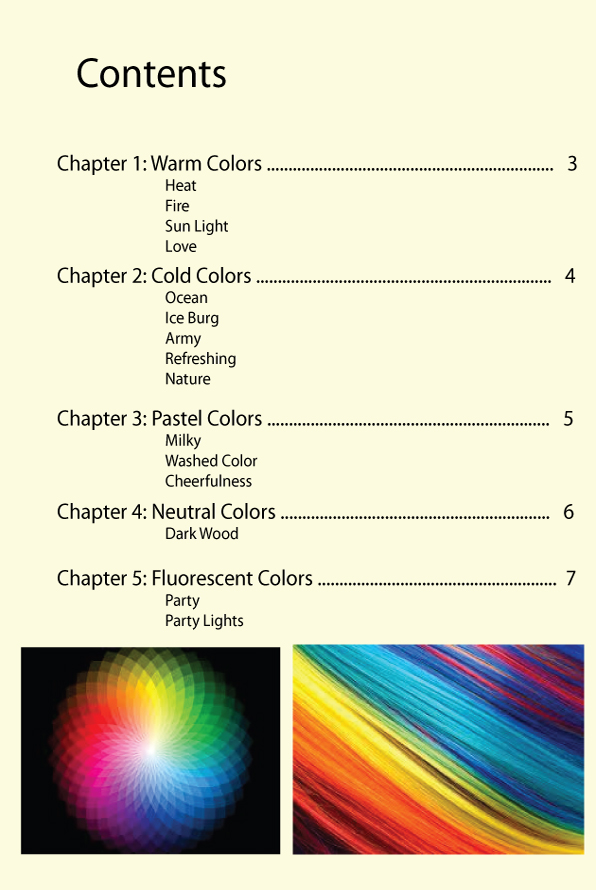 Contents
Chapter 1: Warm Colors .................................................................. 3
Heat
Fire
Sun Light
Love
Chapter 2: Cold Colors .................................................................... 4
Ocean
Ice Burg
Army
Refreshing
Nature
Chapter 3: Pastel Colors ................................................................. 5
Milky
Washed Color
Cheerfulness
Chapter 4: Neutral Colors .............................................................. 6
Dark Wood
Chapter 5: Fluorescent Colors ....................................................... 7
Party
Party Lights